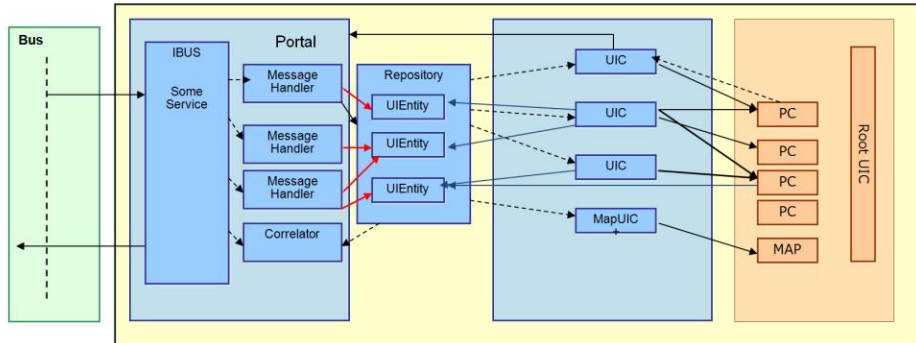 Bus
Portal
IBUS
Some
Service
Message
Handler
Message
Handler
Message
Handler
Correlator
Repository
UIEntity
UIEntity
UIEntity
UIC
UIC
UIC
MapUIC
+
PC
PC
PC
PC
MAP
Root UIC